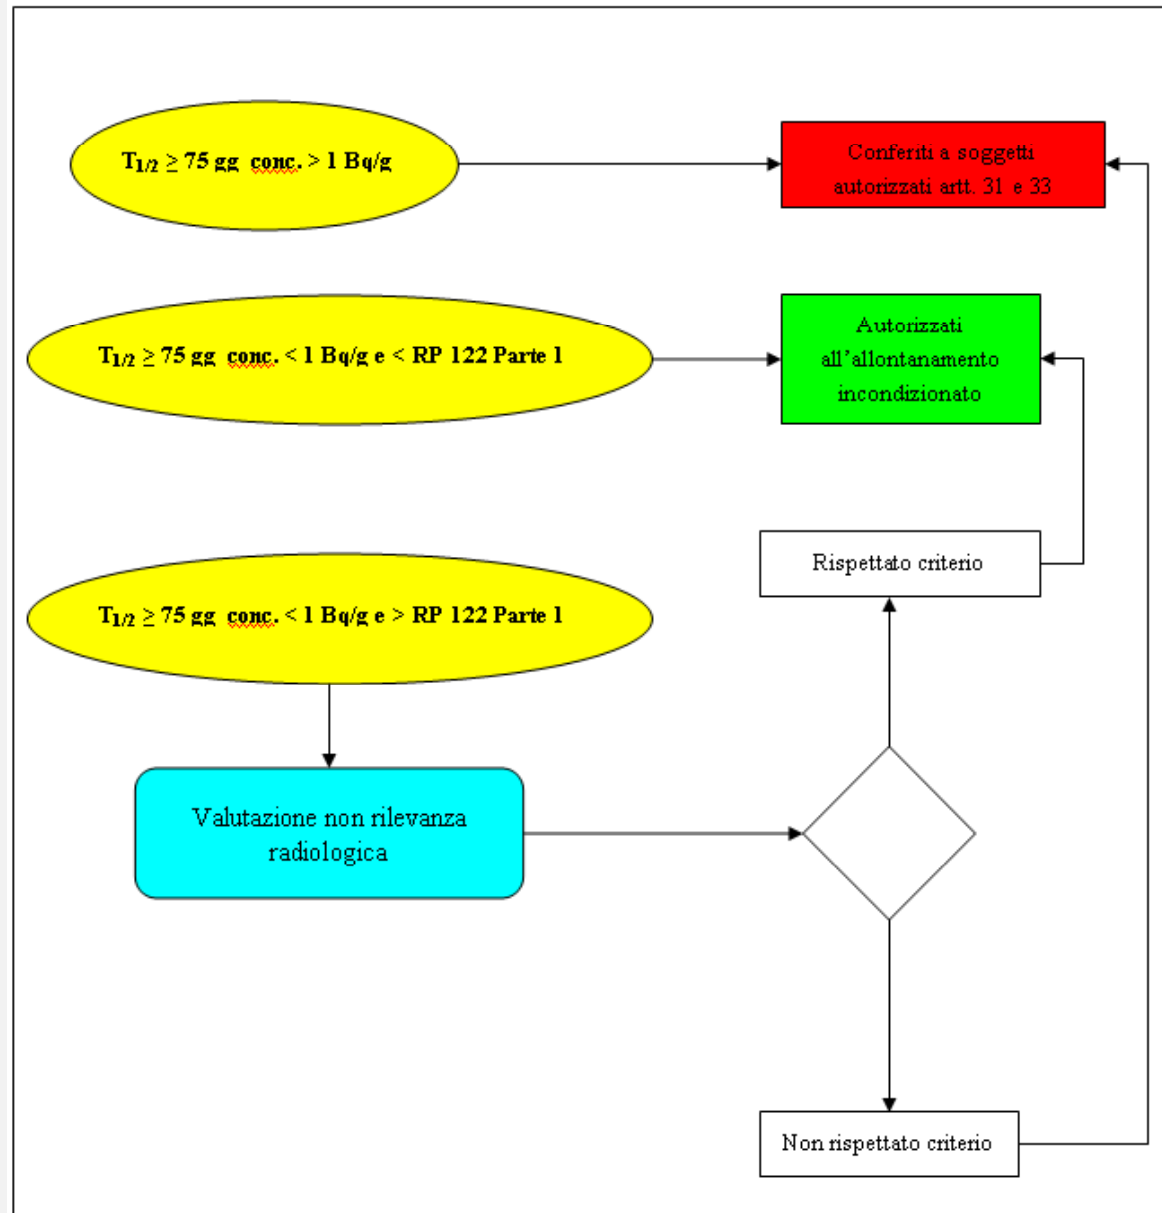 T1/2 ≥ 75 gg conc. > 1 Bq/g
Conferiti a soggetti
autorizzati artt. 31 e 33
T1/2 ≥ 75 gg conc. < 1 Bq/g e < RP 122 Parte 1
Autorizzati
all'allontanamento
incondizionato
Rispettato criterio
T1/2 ≥ 75 gg conc. < 1 Bq/g e > RP 122 Parte 1
Valutazione non rilevanza
radiologica
Non rispettato criterio